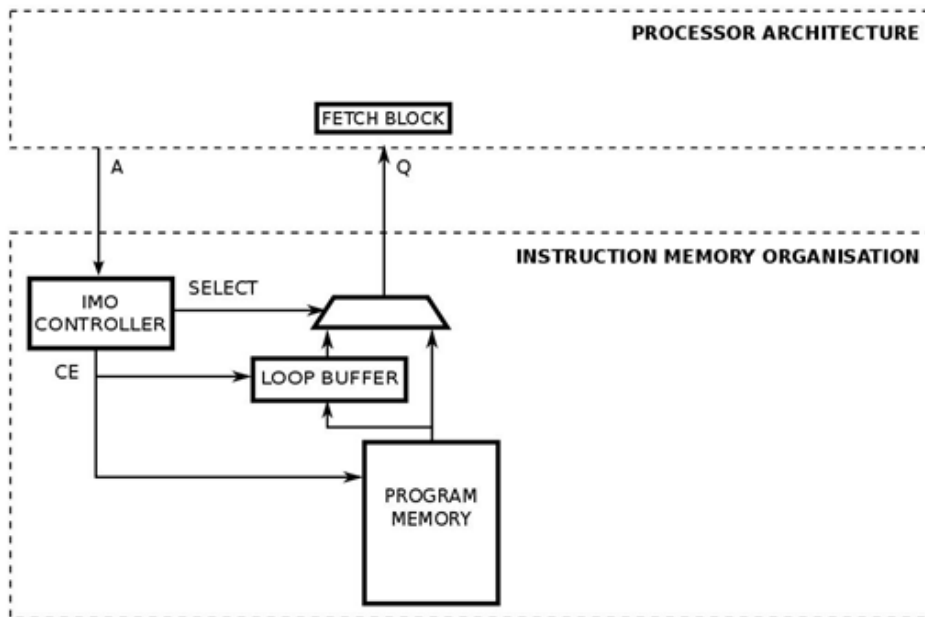 PROCESSOR ARCHITECTURE
FETCH BLOCK
A
Q
INSTRUCTION MEMORY ORGANISATION
SELECT
IMO
CONTROLLER
CE
LOOP BUFFER
PROGRAM
MEMORY